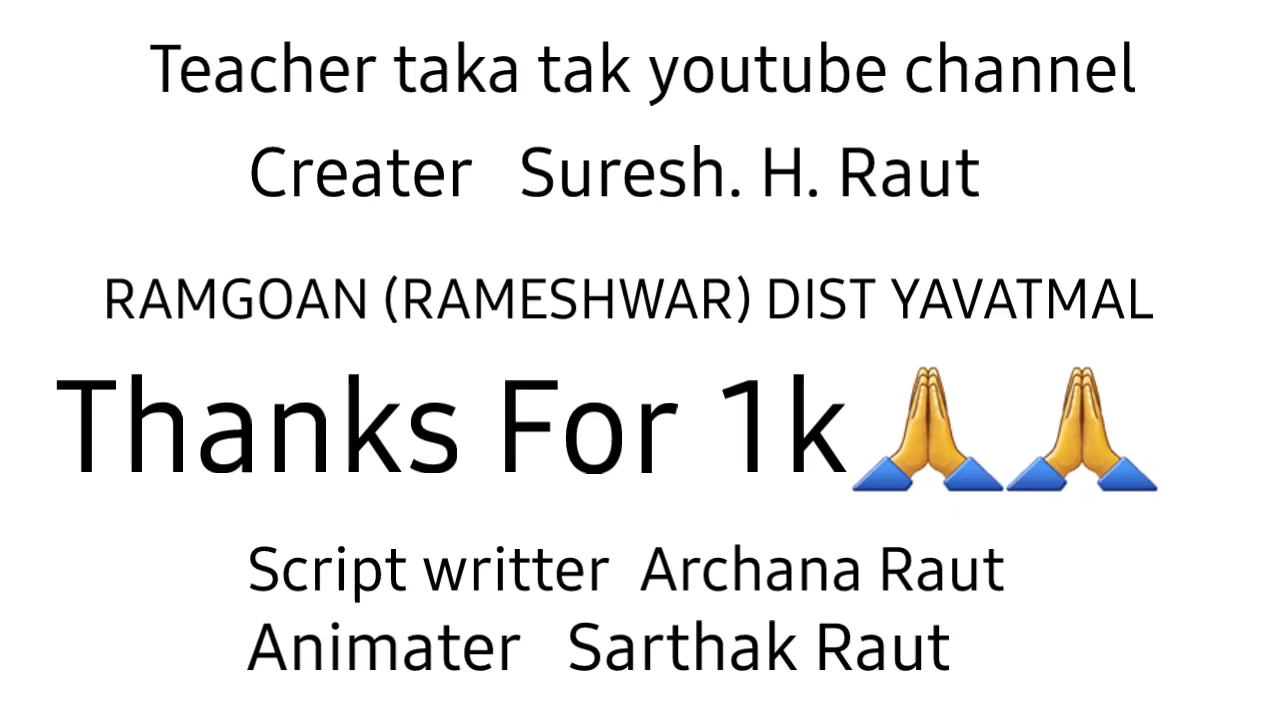 Teacher taka tak youtube channel
Creater Suresh. H. Raut
RAMGOAN (RAMESHWAR) DIST YAVATMAL
Thanks For 1k🙏🙏
Script writter Archana Raut
Animater Sarthak Raut